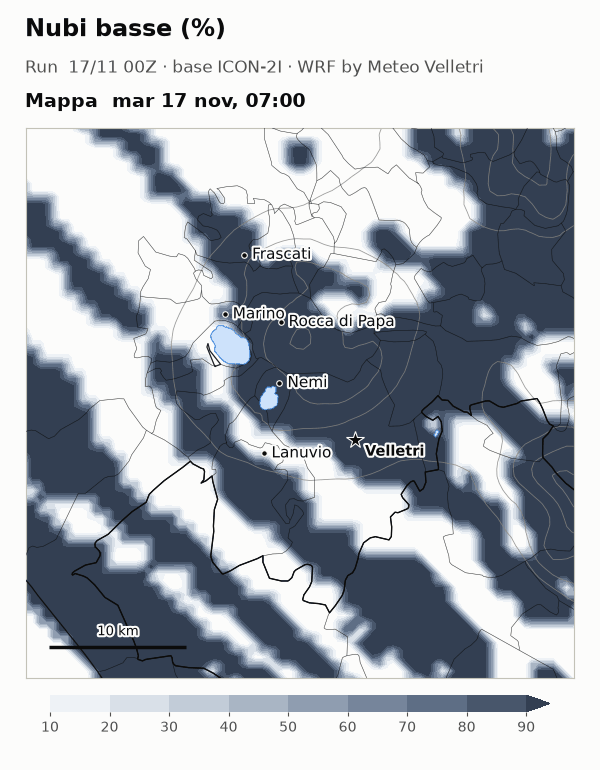 Nubi basse (%)
Run  17/11 00Z · base ICON-2I · WRF by Meteo Velletri
Mappa  mar 17 nov, 07:00
Frascati
Marino
Rocca di Papa
Nemi
Velletri
Lanuvio
10 km
10 20 30 40 50 60 70 80 90